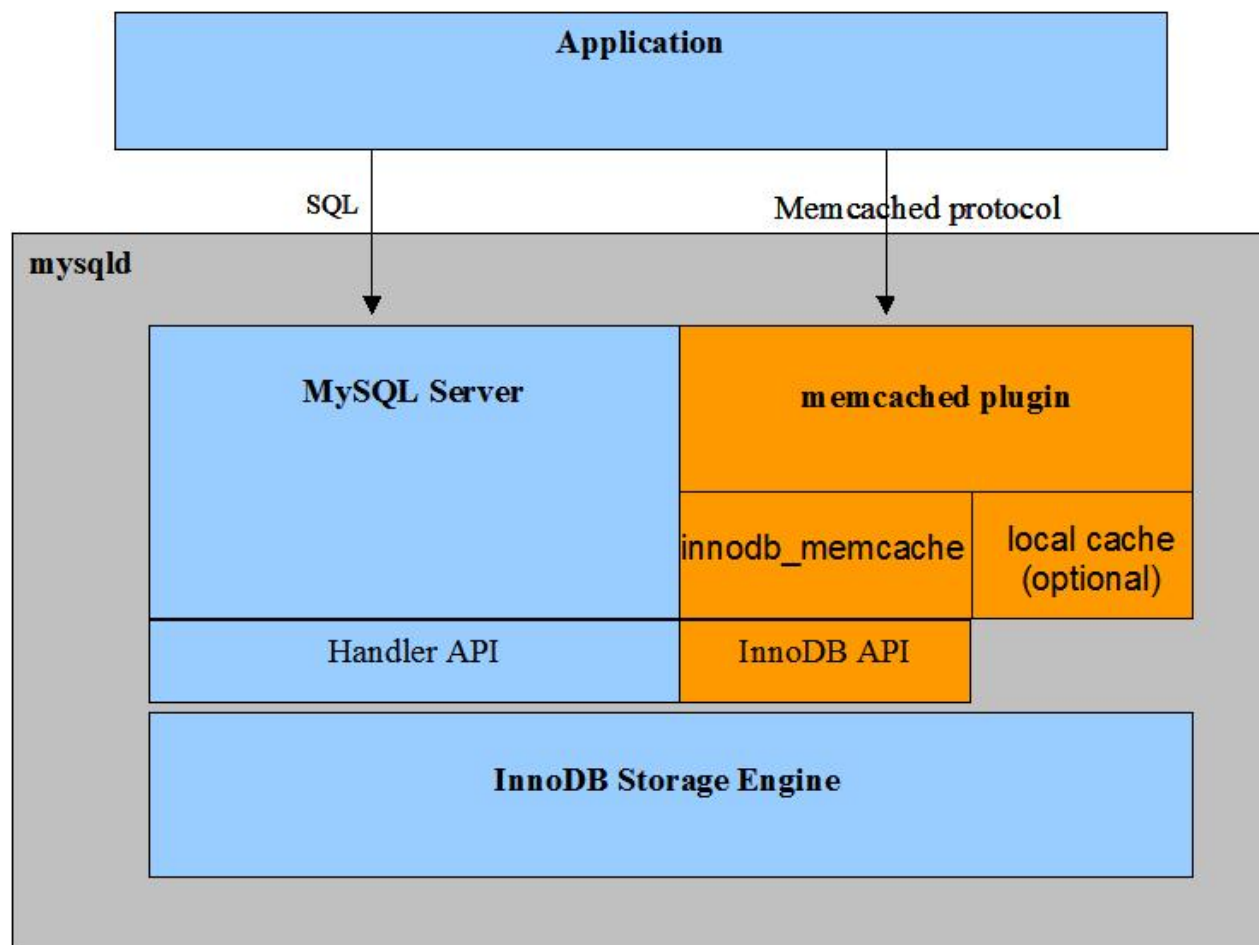 Application
SQL
Memcached protocol
mysqld
MySQL Server
memcached plugin
innodb_memcache
local cache
(optional)
Handler API
InnoDB API
InnoDB Storage Engine